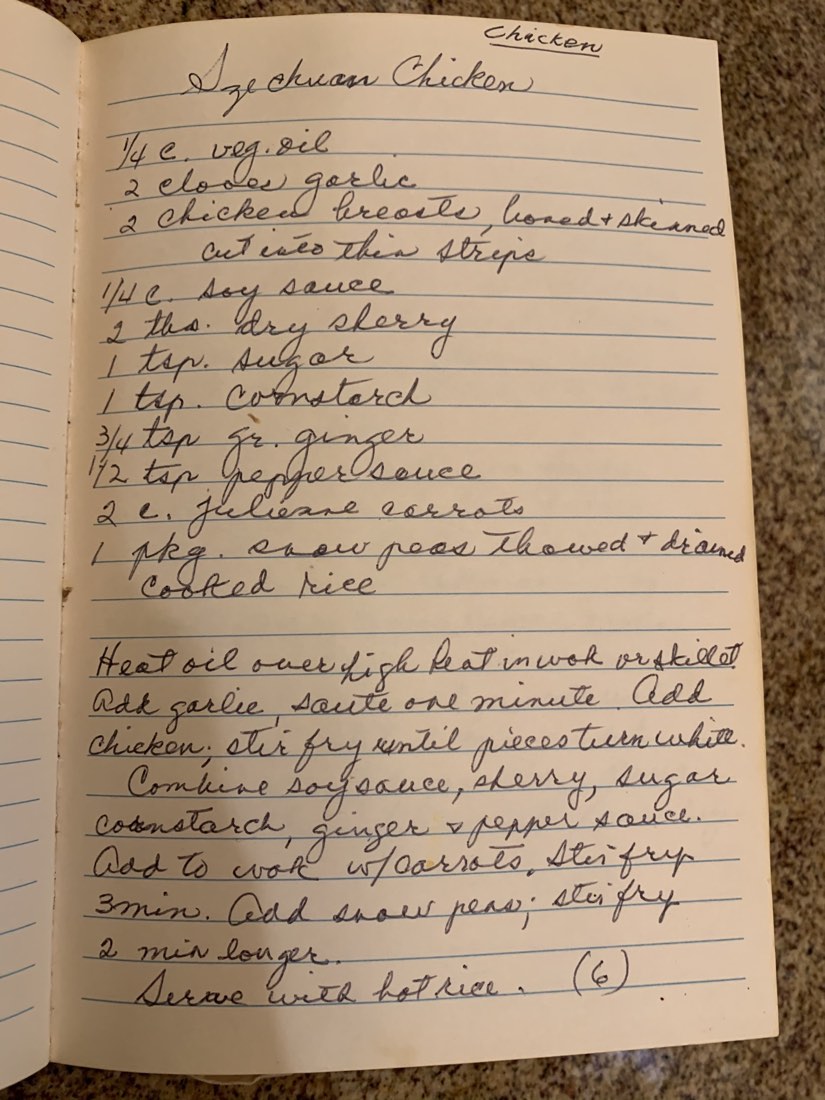 Chicken
Szechuan Chicken
1/4 c. veg. oil
2 cloves garlic
2 chicken breasts, boned + skinned
cut into thin strips
1/4 c. soy sauce
2 tbs. dry sherry
1 tsp. sugar
1 tsp. cornstarch
3/4 tsp gr. ginger
1/2 tsp pepper sauce
2 c. julienne carrots
1 pkg. snow peas thawed + drained
cooked rice
Heat oil over high heat in wok or skillet
Add garlic, saute one minute. Add
chicken; stir fry until pieces turn white.
Combine soy sauce, sherry, sugar
cornstarch, ginger & pepper sauce.
Add to wok w/carrots. Stir fry
3 min. Add snow peas; stir fry
2 min longer.
Serve with hot rice. (6)